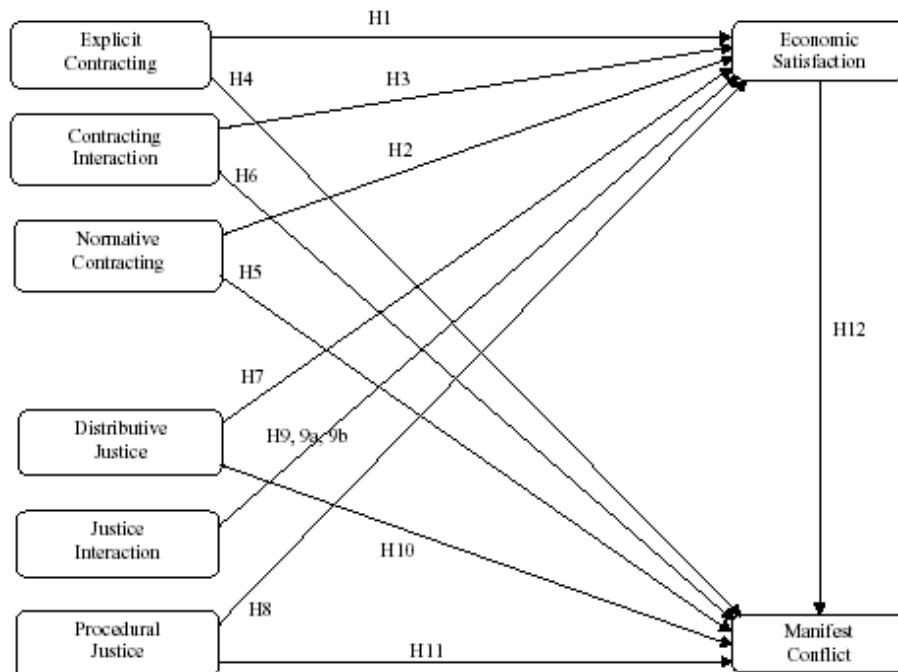 H1
Explicit
Contracting
Economic
Satisfaction
H4
H3
Contracting
Interaction
H2
H6
Normative
Contracting
H5
H12
H7
Distributive
Justice
H9, 9a, 9b
Justice
Interaction
H10
H8
Procedural
Justice
H11
Manifest
Conflict